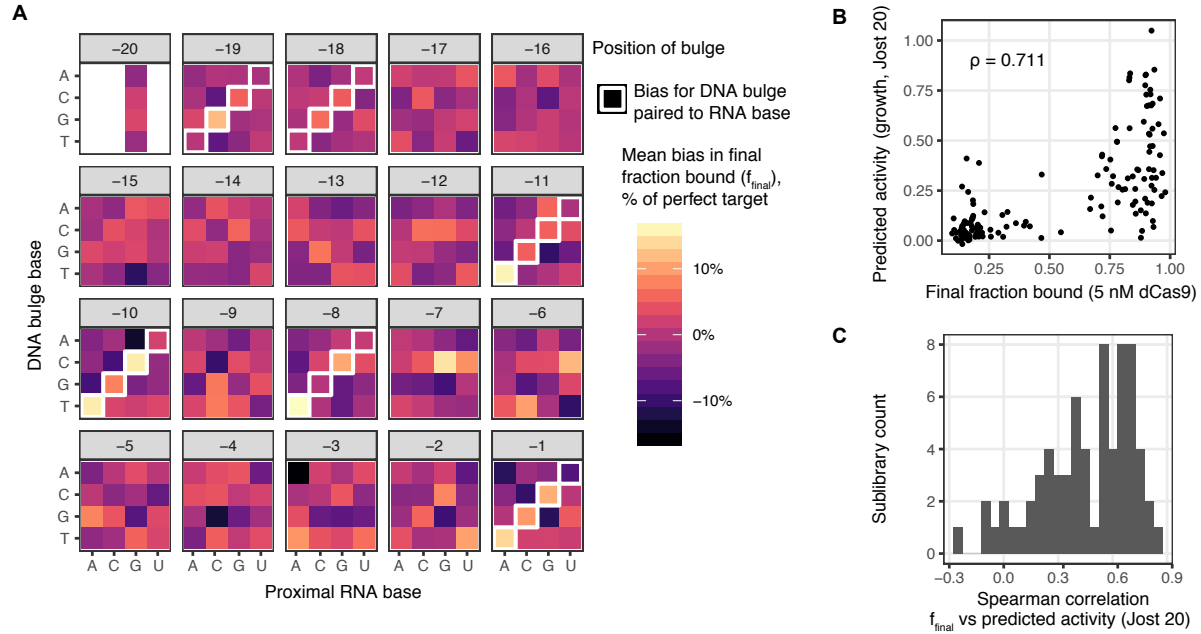 A
-20
-19
-18
-17
-16
A
C
G
T
-15
-14
-13
-12
-11
A
C
G
T
-10
-9
-8
-7
-6
A
C
G
T
-5
-4
-3
-2
-1
A
C
G
T
A C G U
A C G U
A C G U
A C G U
A C G U
DNA bulge base
Proximal RNA base
Position of bulge
Bias for DNA bulge
paired to RNA base
Mean bias in final
fraction bound (f_final),
% of perfect target
10%
0%
−10%
B
ρ = 0.711
1.00
0.75
0.50
0.25
0.00
0.25 0.50 0.75 1.00
Predicted activity (growth, Jost 20)
Final fraction bound (5 nM dCas9)
C
8
6
4
2
0
−0.3 0.0 0.3 0.6 0.9
Sublibrary count
Spearman correlation
f_final vs predicted activity (Jost 20)